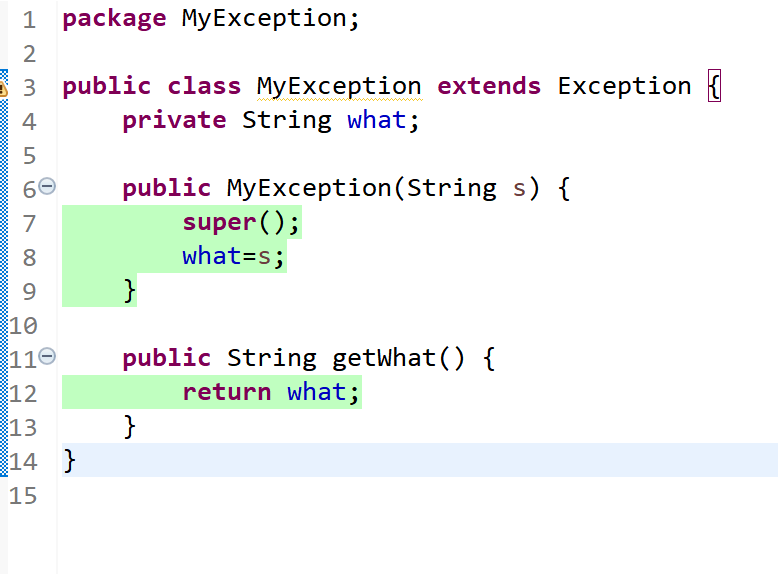 1 package MyException;
2
3 public class MyException extends Exception {
4     private String what;
5
6     public MyException(String s) {
7         super();
8         what=s;
9     }
10
11     public String getWhat() {
12         return what;
13     }
14 }
15